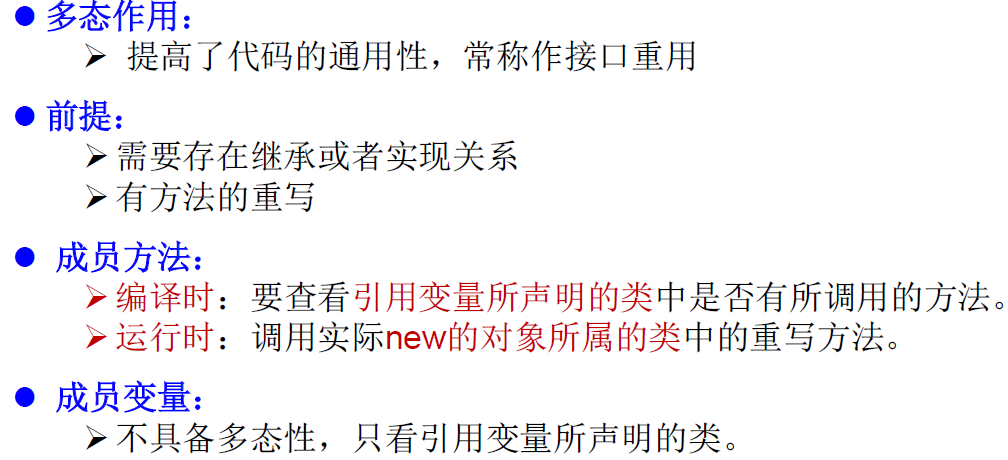 多态作用：
提高了代码的通用性，常称作接口重用
前提：
需要存在继承或者实现关系
有方法的重写
成员方法：
编译时：要查看引用变量所声明的类中是否有所调用的方法。
运行时：调用实际new的对象所属的类中的重写方法。
成员变量：
不具备多态性，只看引用变量所声明的类。